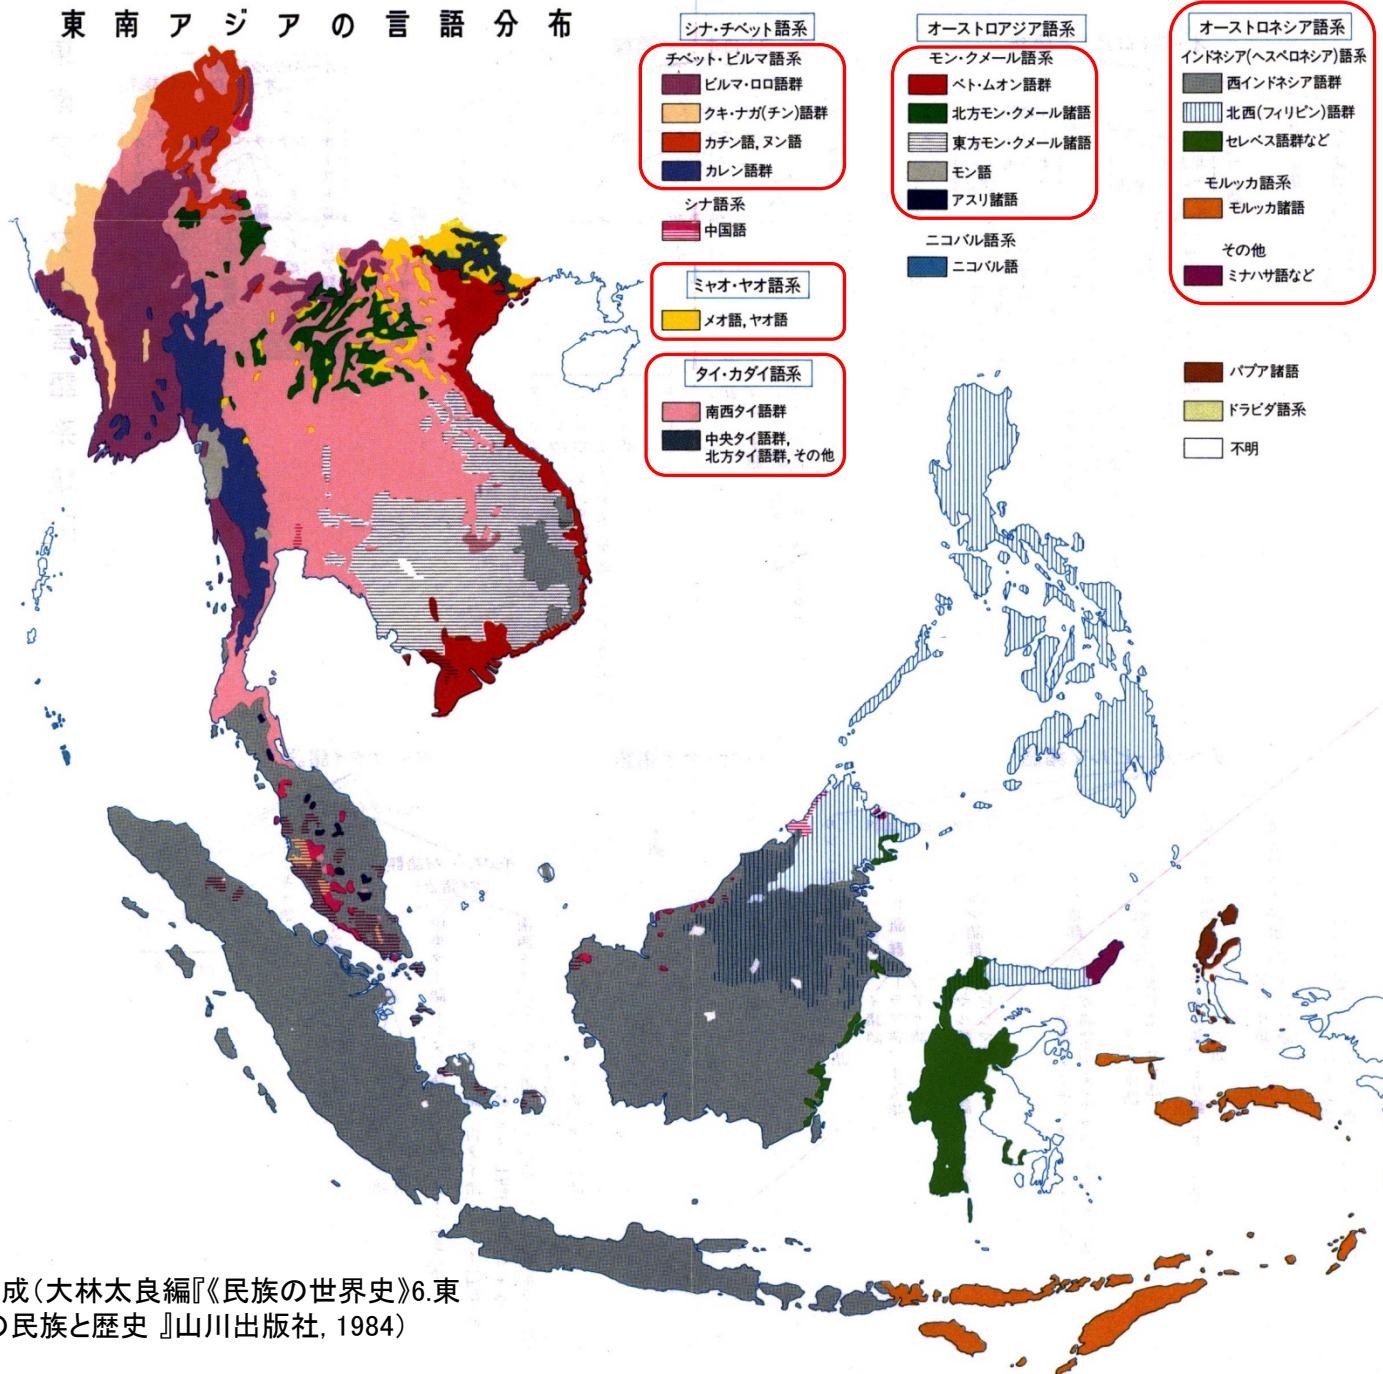 東南アジアの言語分布
シナ・チベット語系
チベット・ビルマ語系
ビルマ・ロロ語群
クキ・ナガ(チン)語群
カチン語,ヌン語
カレン語群
シナ語系
中国語
ミャオ・ヤオ語系
メオ語,ヤオ語
タイ・カダイ語系
南西タイ語群
中央タイ語群,
北方タイ語群,その他
オーストロアジア語系
モン・クメール語系
ベト・ムオン語群
北方モン・クメール諸語
東方モン・クメール諸語
モン語
アスリ諸語
ニコバル語系
ニコバル語
オーストロネシア語系
インドネシア(ヘスペロネシア)語系
西インドネシア語群
北西(フィリピン)語群
セレベス語群など
モルッカ語系
モルッカ諸語
その他
ミナハサ語など
パプア諸語
ドラビダ語系
不明
成(大林太良編『《民族の世界史》6.東
の民族と歴史 』山川出版社, 1984)